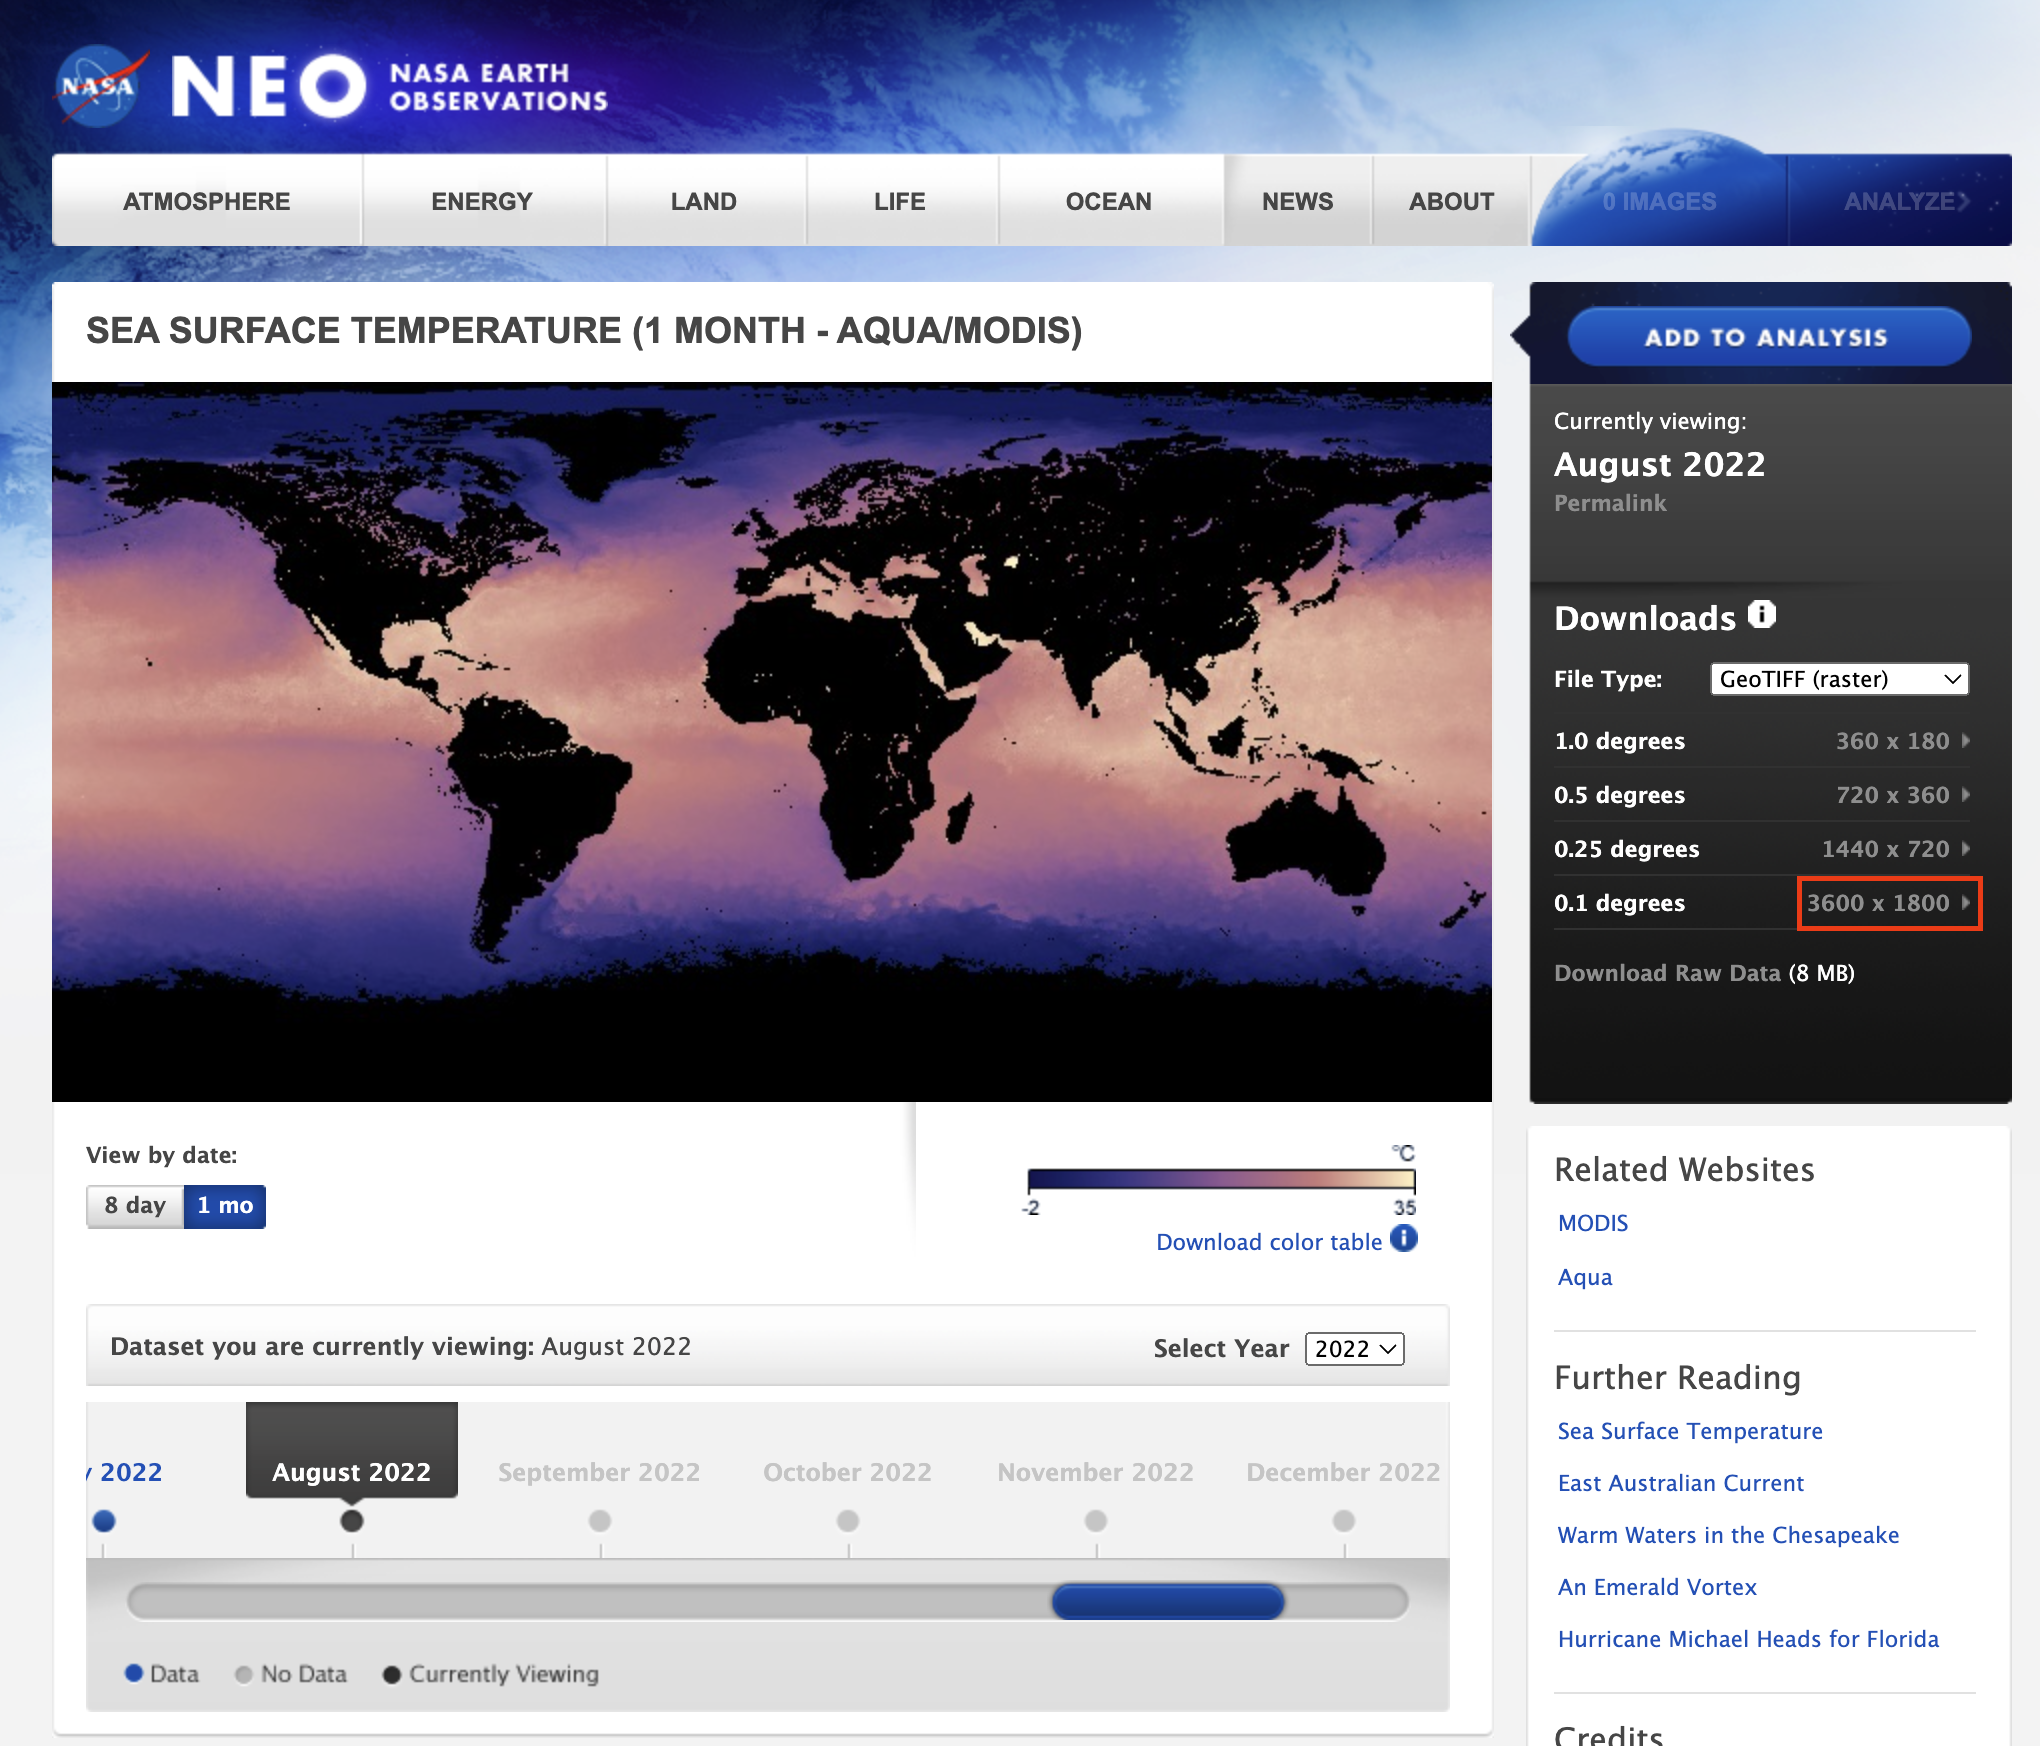 NASA
NEO
NASA EARTH
OBSERVATIONS
ATMOSPHERE
ENERGY
LAND
LIFE
OCEAN
NEWS
ABOUT
0 IMAGES
ANALYZE
SEA SURFACE TEMPERATURE (1 MONTH - AQUA/MODIS)
ADD TO ANALYSIS
Currently viewing:
August 2022
Permalink
Downloads i
File Type: GeoTIFF (raster)
1.0 degrees 360 x 180
0.5 degrees 720 x 360
0.25 degrees 1440 x 720
0.1 degrees 3600 x 1800
Download Raw Data (8 MB)
View by date:
8 day 1 mo
°C
-2 35
Download color table i
Dataset you are currently viewing: August 2022
Select Year 2022
y 2022 August 2022 September 2022 October 2022 November 2022 December 2022
Data No Data Currently Viewing
Related Websites
MODIS
Aqua
Further Reading
Sea Surface Temperature
East Australian Current
Warm Waters in the Chesapeake
An Emerald Vortex
Hurricane Michael Heads for Florida
Credits